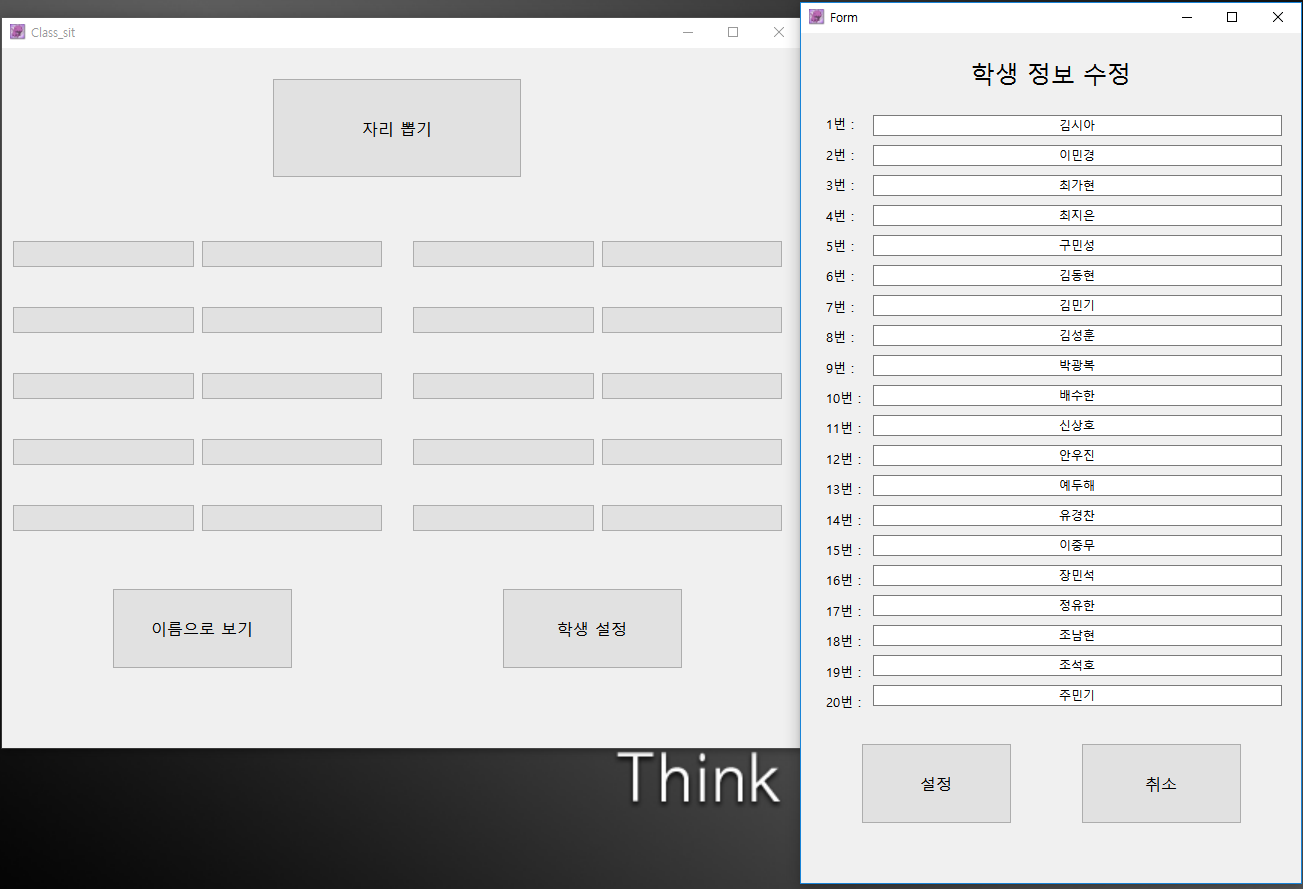 Class_sit
자리 뽑기
이름으로 보기
학생 설정
Think
Form
학생 정보 수정
1번 : 김시아
2번 : 이민경
3번 : 최가현
4번 : 최지은
5번 : 구민성
6번 : 김동현
7번 : 김민기
8번 : 김성훈
9번 : 박광복
10번 : 배수한
11번 : 신상호
12번 : 안우진
13번 : 예두해
14번 : 유경찬
15번 : 이중무
16번 : 장민석
17번 : 정유한
18번 : 조남현
19번 : 조석호
20번 : 주민기
설정
취소